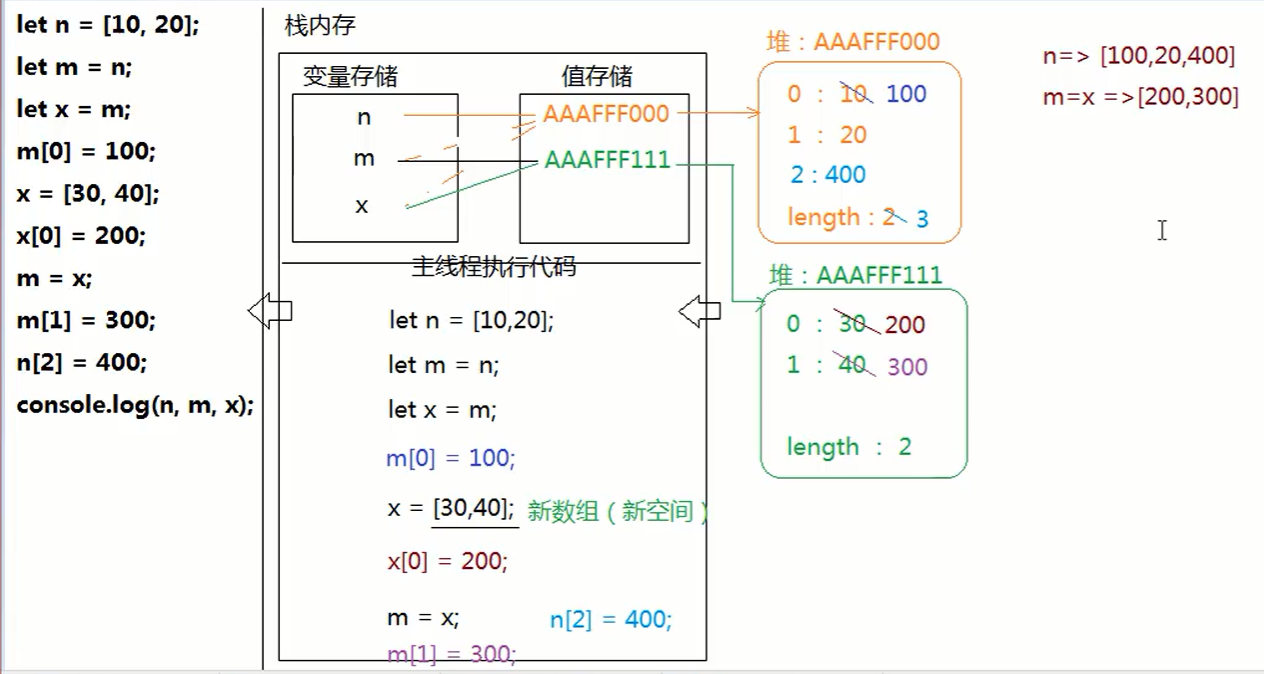 let n = [10, 20];
let m = n;
let x = m;
m[0] = 100;
x = [30, 40];
x[0] = 200;
m = x;
m[1] = 300;
n[2] = 400;
console.log(n, m, x);
栈内存
变量存储
值存储
n
m
x
AAAFFF000
AAAFFF111
主线程执行代码
let n = [10,20];
let m = n;
let x = m;
m[0] = 100;
x = [30,40]; 新数组（新空间）
x[0] = 200;
m = x; n[2] = 400;
m[1] = 300;
堆：AAAFFF000
0 : 10 100
1 : 20
2 : 400
length : 2 3
堆：AAAFFF111
0 : 30 200
1 : 40 300
length : 2
n=> [100,20,400]
m=x =>[200,300]